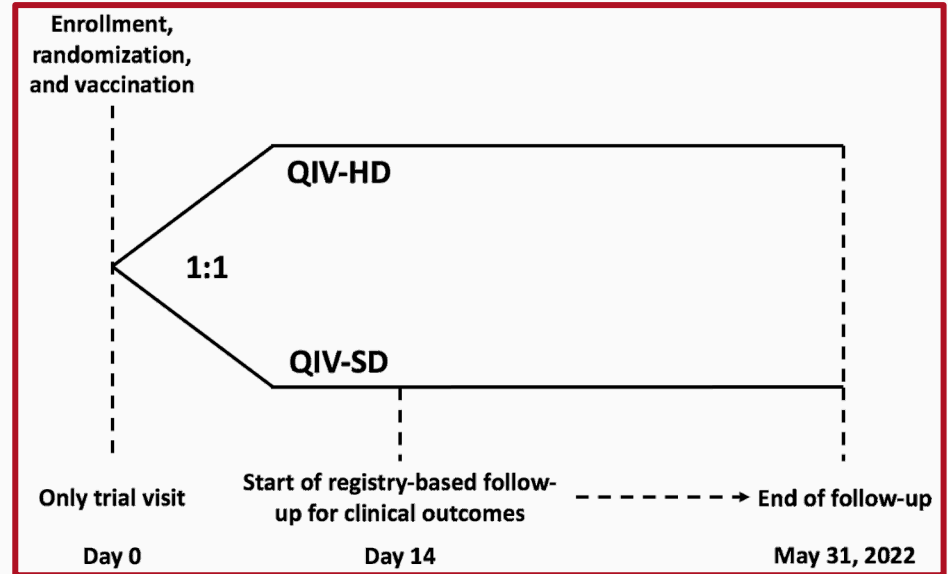 Enrollment,
randomization,
and vaccination
QIV-HD
1:1
QIV-SD
Only trial visit
Start of registry-based follow-
up for clinical outcomes
End of follow-up
Day 0
Day 14
May 31, 2022